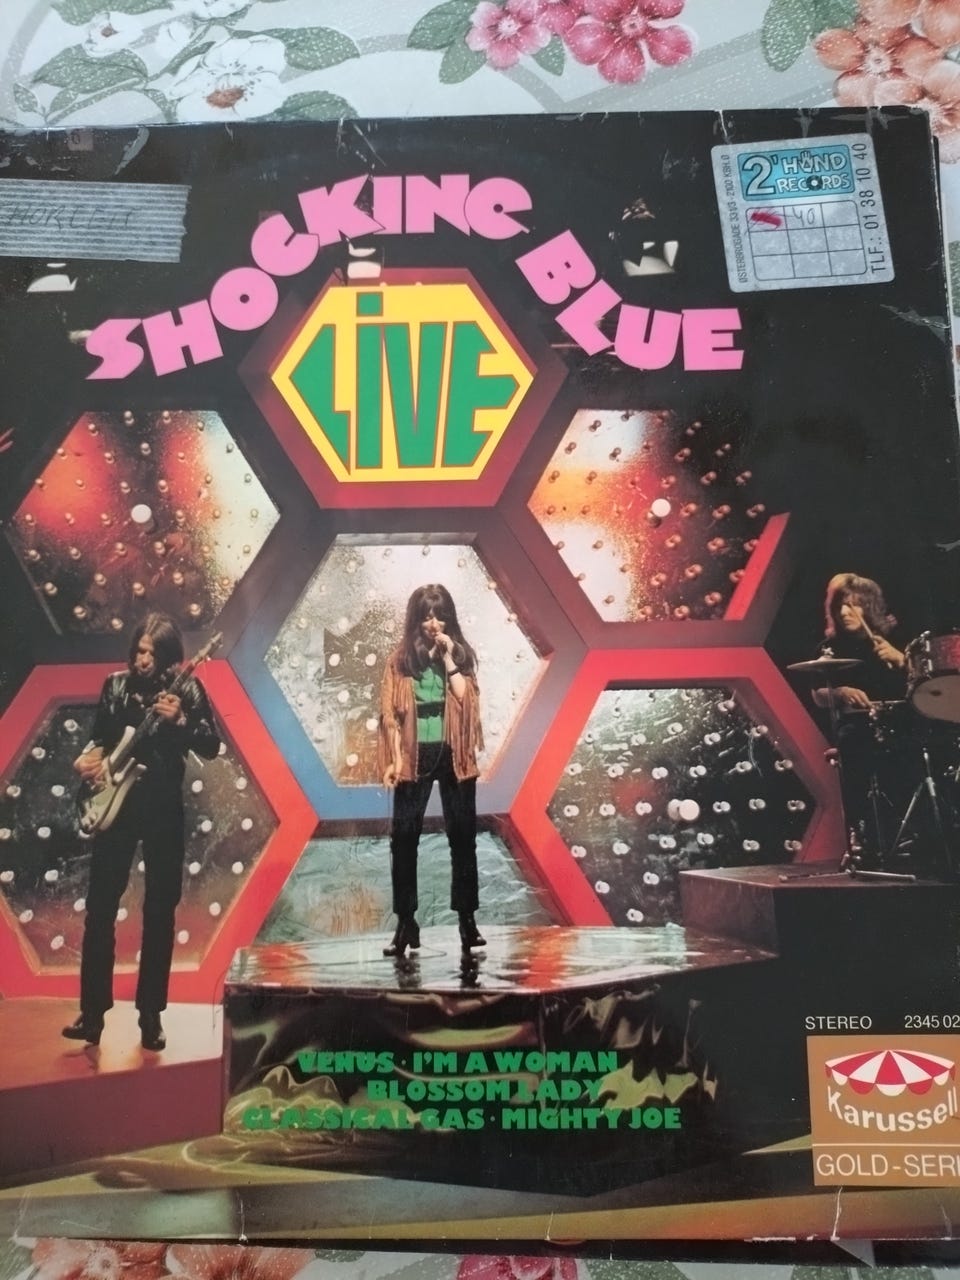 SHOCKING BLUE
LIVE
2' HAND
RECORDS
40
TLF.: 01 38 10 40
VENUS · I'M A WOMAN
BLOSSOM LADY
CLASSICAL GAS · MIGHTY JOE
STEREO 2345 02
Karussell
GOLD-SERI